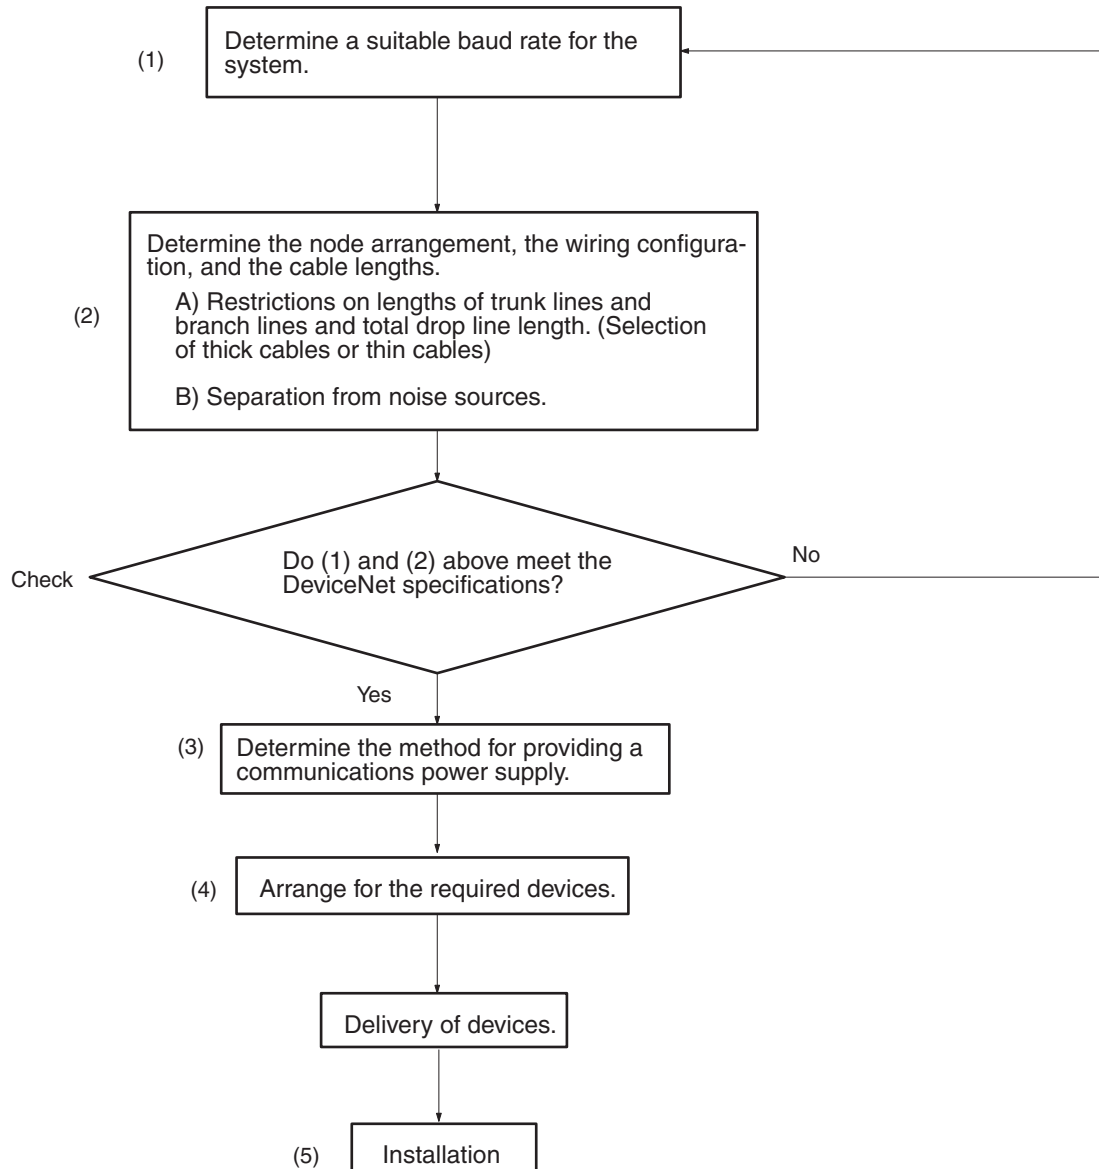 (1)
Determine a suitable baud rate for the
system.
Determine the node arrangement, the wiring configura-
tion, and the cable lengths.
(2)
A) Restrictions on lengths of trunk lines and
branch lines and total drop line length. (Selection
of thick cables or thin cables)
B) Separation from noise sources.
Check
Do (1) and (2) above meet the
DeviceNet specifications?
No
Yes
(3)
Determine the method for providing a
communications power supply.
(4)
Arrange for the required devices.
Delivery of devices.
(5)
Installation